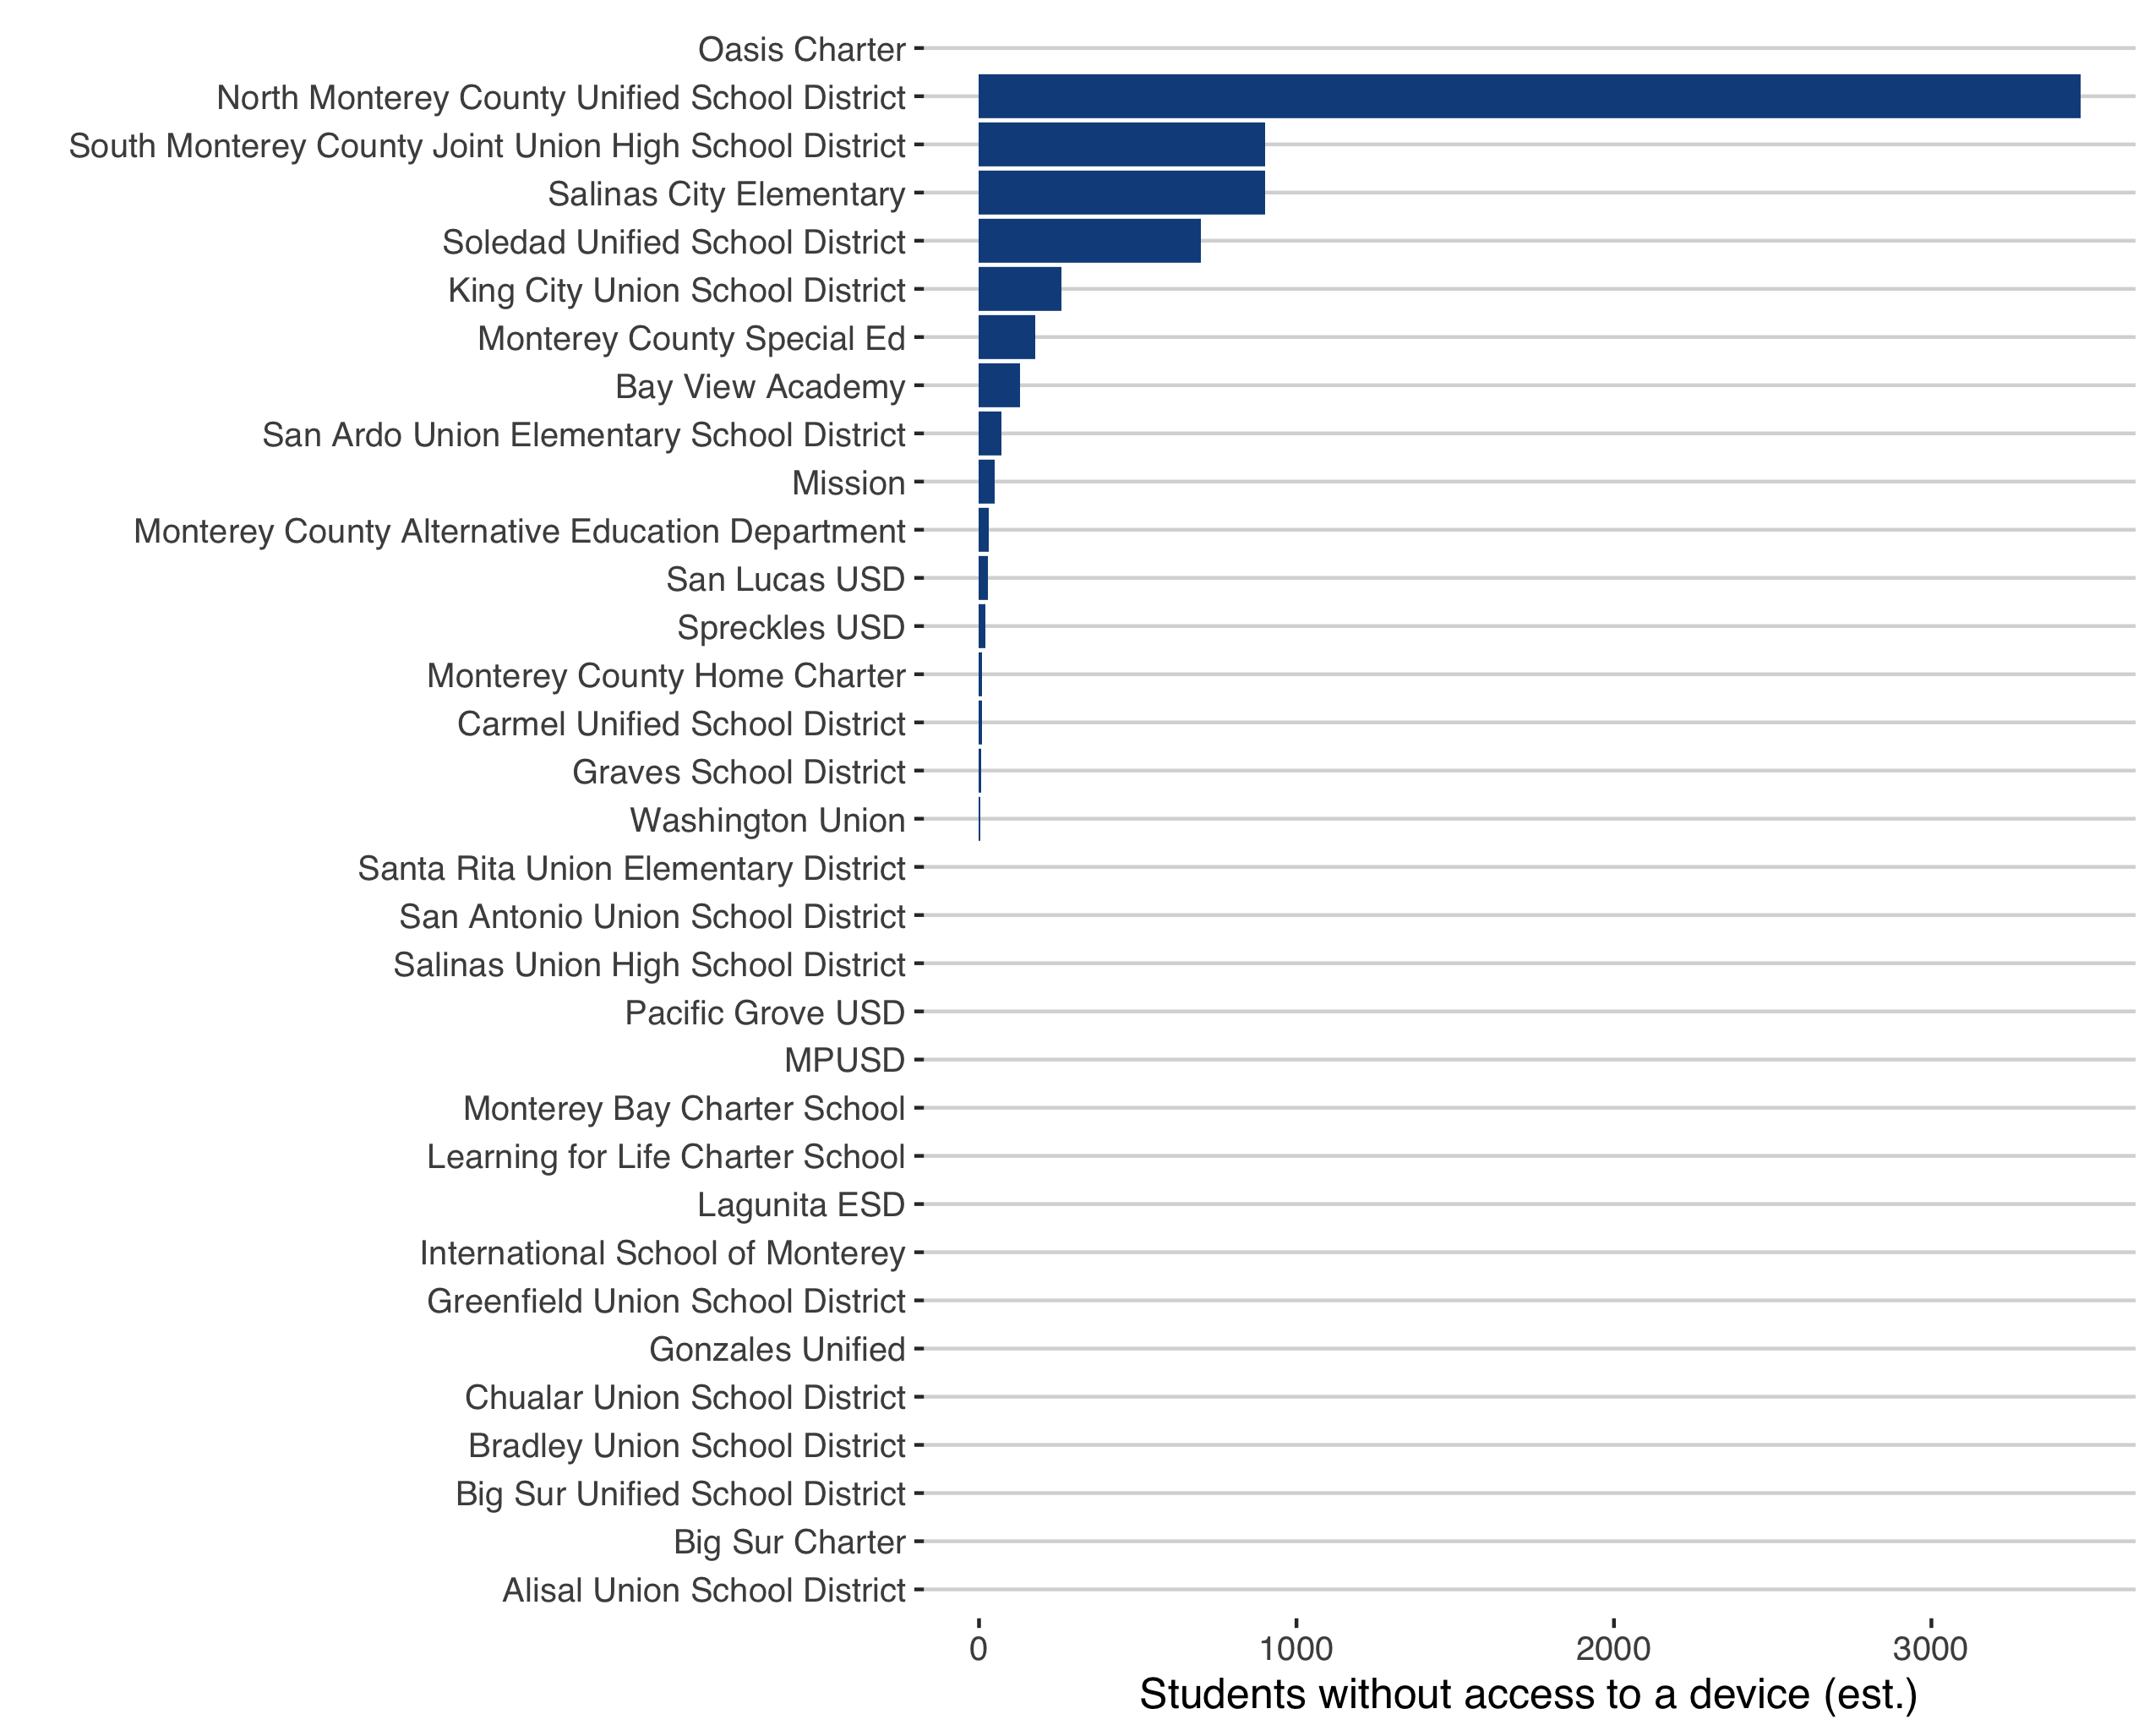 Oasis Charter
North Monterey County Unified School District
South Monterey County Joint Union High School District
Salinas City Elementary
Soledad Unified School District
King City Union School District
Monterey County Special Ed
Bay View Academy
San Ardo Union Elementary School District
Mission
Monterey County Alternative Education Department
San Lucas USD
Spreckles USD
Monterey County Home Charter
Carmel Unified School District
Graves School District
Washington Union
Santa Rita Union Elementary District
San Antonio Union School District
Salinas Union High School District
Pacific Grove USD
MPUSD
Monterey Bay Charter School
Learning for Life Charter School
Lagunita ESD
International School of Monterey
Greenfield Union School District
Gonzales Unified
Chualar Union School District
Bradley Union School District
Big Sur Unified School District
Big Sur Charter
Alisal Union School District
0 1000 2000 3000
Students without access to a device (est.)